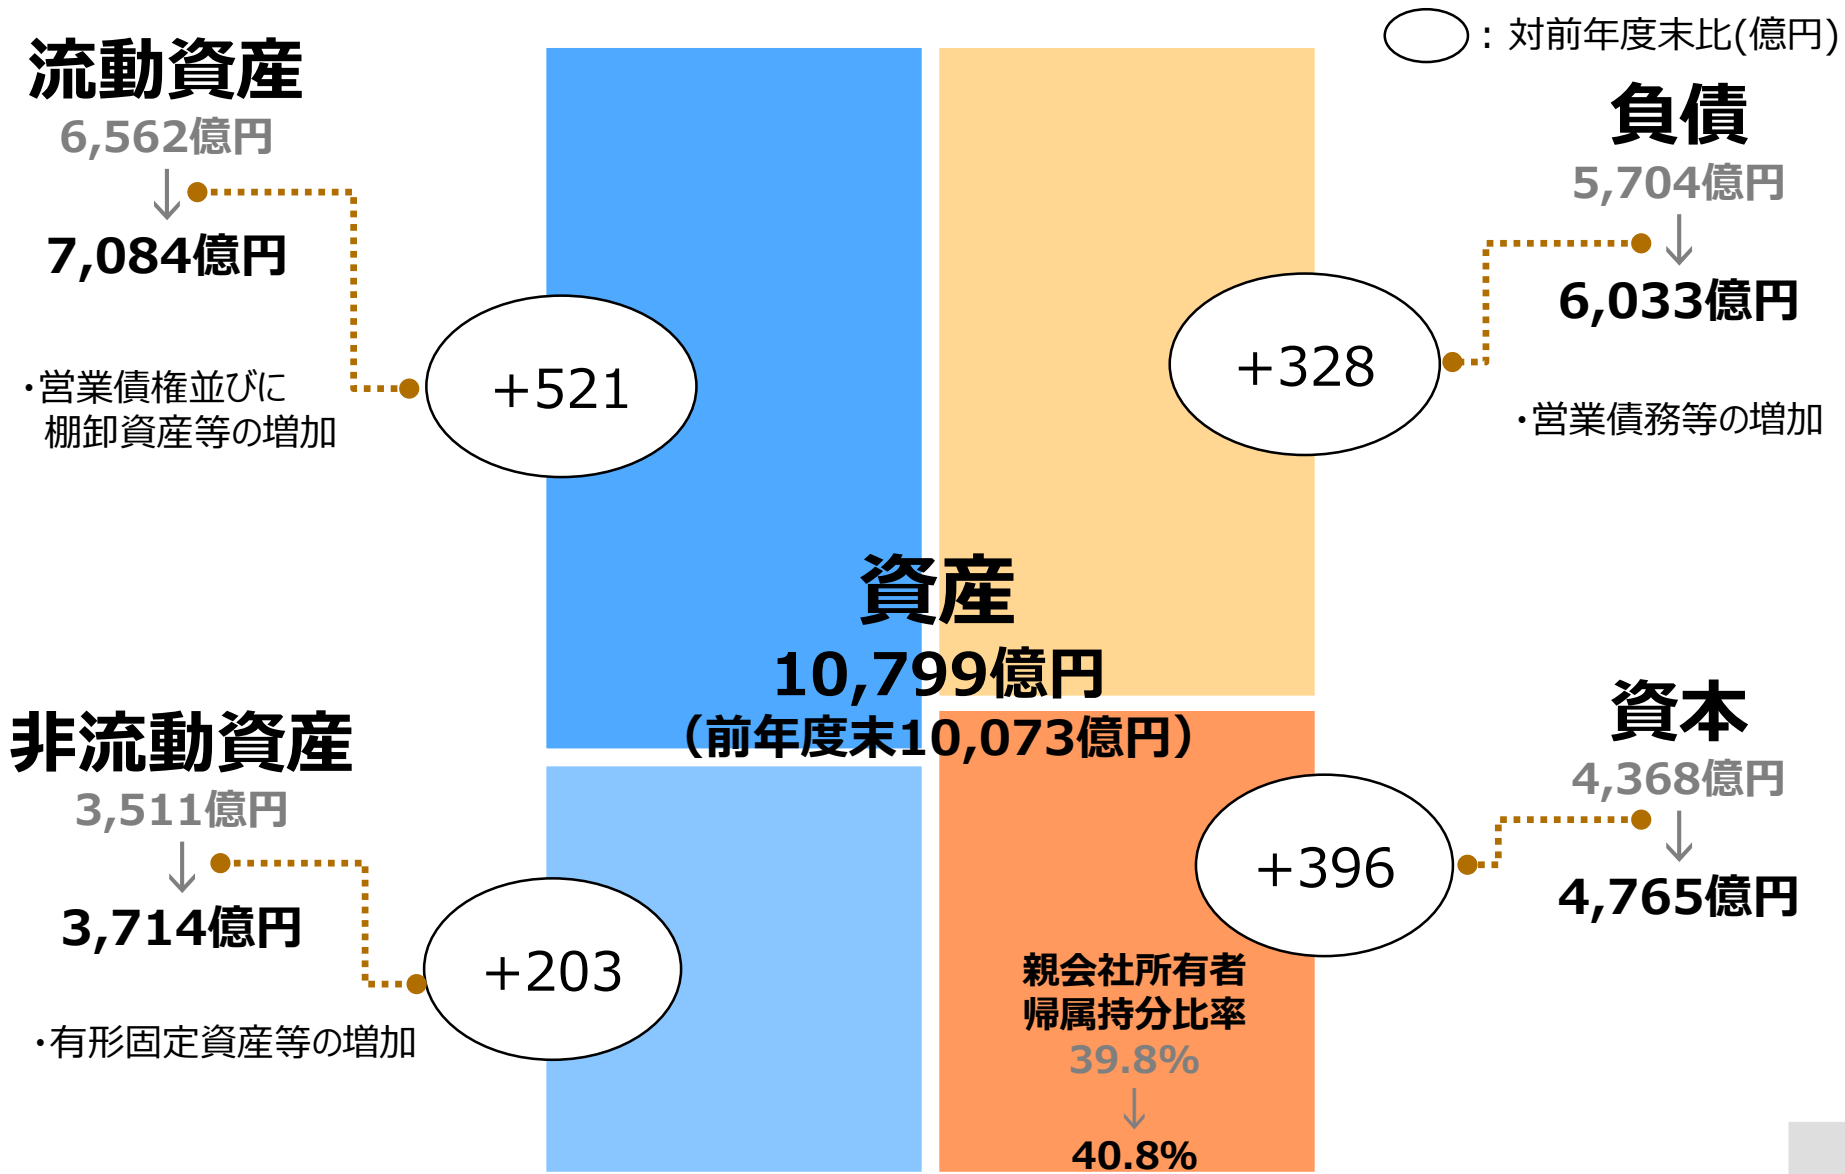 : 対前年度末比(億円)
流動資産
6,562億円
↓
7,084億円
・営業債権並びに
棚卸資産等の増加
+521
負債
5,704億円
↓
6,033億円
・営業債務等の増加
+328
資産
10,799億円
（前年度末10,073億円）
非流動資産
3,511億円
↓
3,714億円
・有形固定資産等の増加
+203
資本
4,368億円
↓
4,765億円
+396
親会社所有者
帰属持分比率
39.8%
↓
40.8%